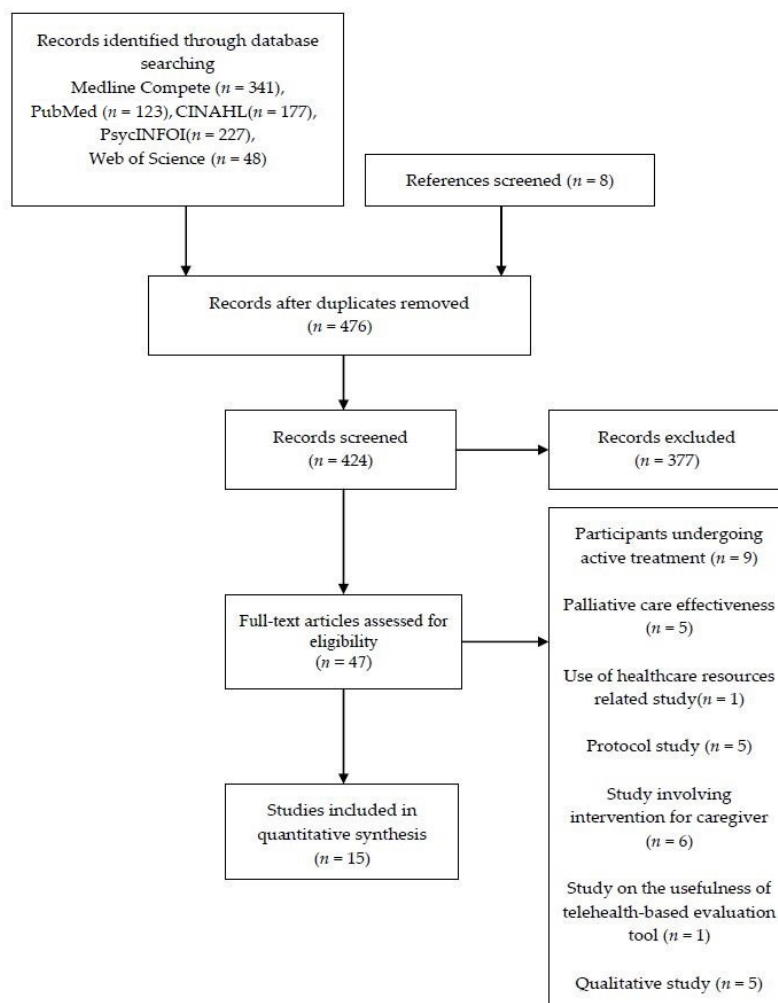 Records identified through database
searching
Medline Compete (n = 341),
PubMed (n = 123), CINAHL(n = 177),
PsycINFOI(n = 227),
Web of Science (n = 48)
References screened (n = 8)
Records after duplicates removed
(n = 476)
Records screened
(n = 424)
Records excluded
(n = 377)
Full-text articles assessed for
eligibility
(n = 47)
Participants undergoing
active treatment (n = 9)
Palliative care effectiveness
(n = 5)
Use of healthcare resources
related study(n = 1)
Protocol study (n = 5)
Study involving
intervention for caregiver
(n = 6)
Study on the usefulness of
telehealth-based evaluation
tool (n = 1)
Qualitative study (n = 5)
Studies included in
quantitative synthesis
(n = 15)